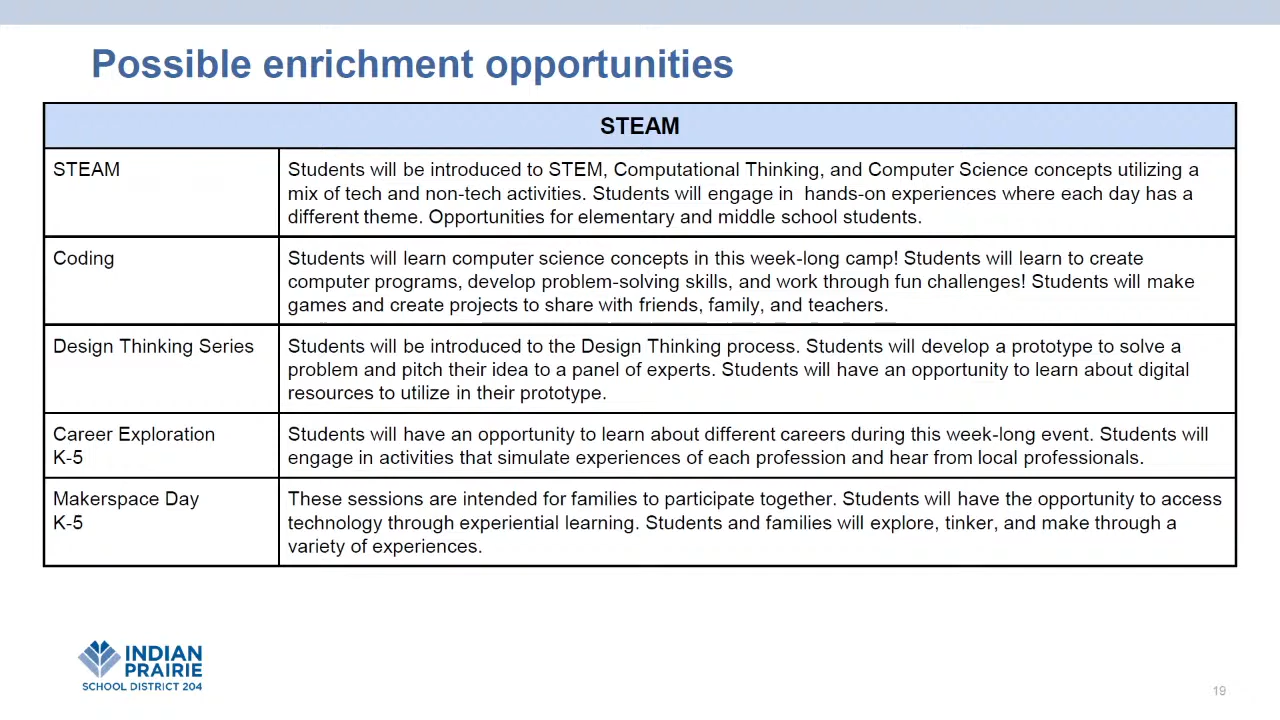 Possible enrichment opportunities
STEAM
STEAM
Students will be introduced to STEM, Computational Thinking, and Computer Science concepts utilizing a
mix of tech and non-tech activities. Students will engage in  hands-on experiences where each day has a
different theme. Opportunities for elementary and middle school students.
Coding
Students will learn computer science concepts in this week-long camp! Students will learn to create
computer programs, develop problem-solving skills, and work through fun challenges! Students will make
games and create projects to share with friends, family, and teachers.
Design Thinking Series
Students will be introduced to the Design Thinking process. Students will develop a prototype to solve a
problem and pitch their idea to a panel of experts. Students will have an opportunity to learn about digital
resources to utilize in their prototype.
Career Exploration
K-5
Students will have an opportunity to learn about different careers during this week-long event. Students will
engage in activities that simulate experiences of each profession and hear from local professionals.
Makerspace Day
K-5
These sessions are intended for families to participate together. Students will have the opportunity to access
technology through experiential learning. Students and families will explore, tinker, and make through a
variety of experiences.
INDIAN
PRAIRIE
SCHOOL DISTRICT 204
19